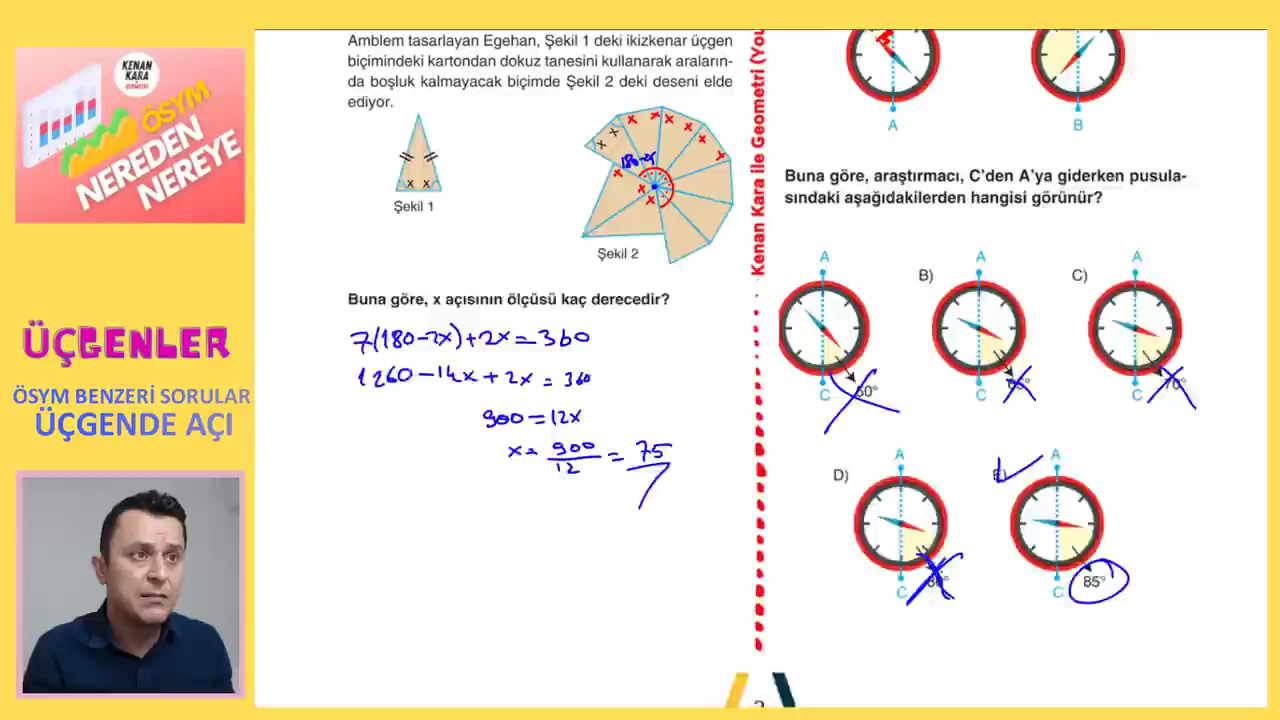 KENAN
KARA
ÖSYM
NEREDEN
NEREYE
ÜÇGENLER
ÖSYM BENZERİ SORULAR
ÜÇGENDE AÇI
Amblem tasarlayan Egehan, Şekil 1 deki ikizkenar üçgen
biçimindeki kartondan dokuz tanesini kullanarak araların-
da boşluk kalmayacak biçimde Şekil 2 deki deseni elde
ediyor.
x x
Şekil 1
180-2x
Şekil 2
Buna göre, x açısının ölçüsü kaç derecedir?
7(180-2x)+2x=360
1260-14x+2x=360
900=12x
x=900/12=75
Kenan Kara ile Geometri (You
A
B
Buna göre, araştırmacı, C'den A'ya giderken pusula-
sındaki aşağıdakilerden hangisi görünür?
A
C
50°
B)
A
C
C)
A
C
70°
D)
A
C
E)
A
C
85°